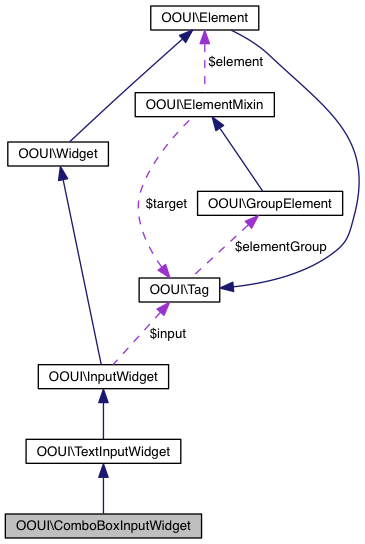 OOUI\Element
$element
OOUI\ElementMixin
OOUI\Widget
$target
OOUI\GroupElement
$elementGroup
OOUI\Tag
$input
OOUI\InputWidget
OOUI\TextInputWidget
OOUI\ComboBoxInputWidget